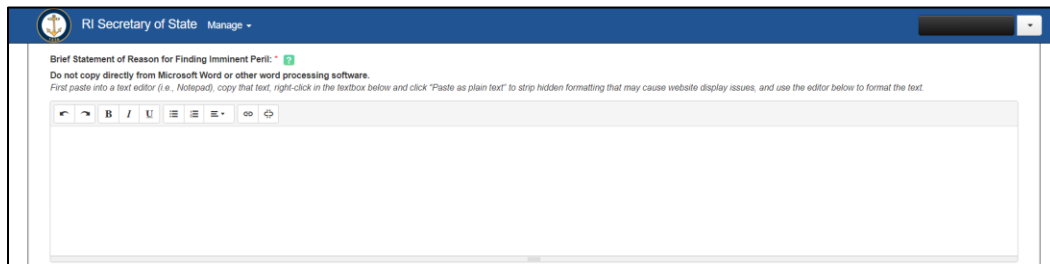 RI Secretary of State Manage
Brief Statement of Reason for Finding Imminent Peril: * ?
Do not copy directly from Microsoft Word or other word processing software.
First paste into a text editor (i.e., Notepad), copy that text, right-click in the textbox below and click "Paste as plain text" to strip hidden formatting that may cause website display issues, and use the editor below to format the text.
B I U